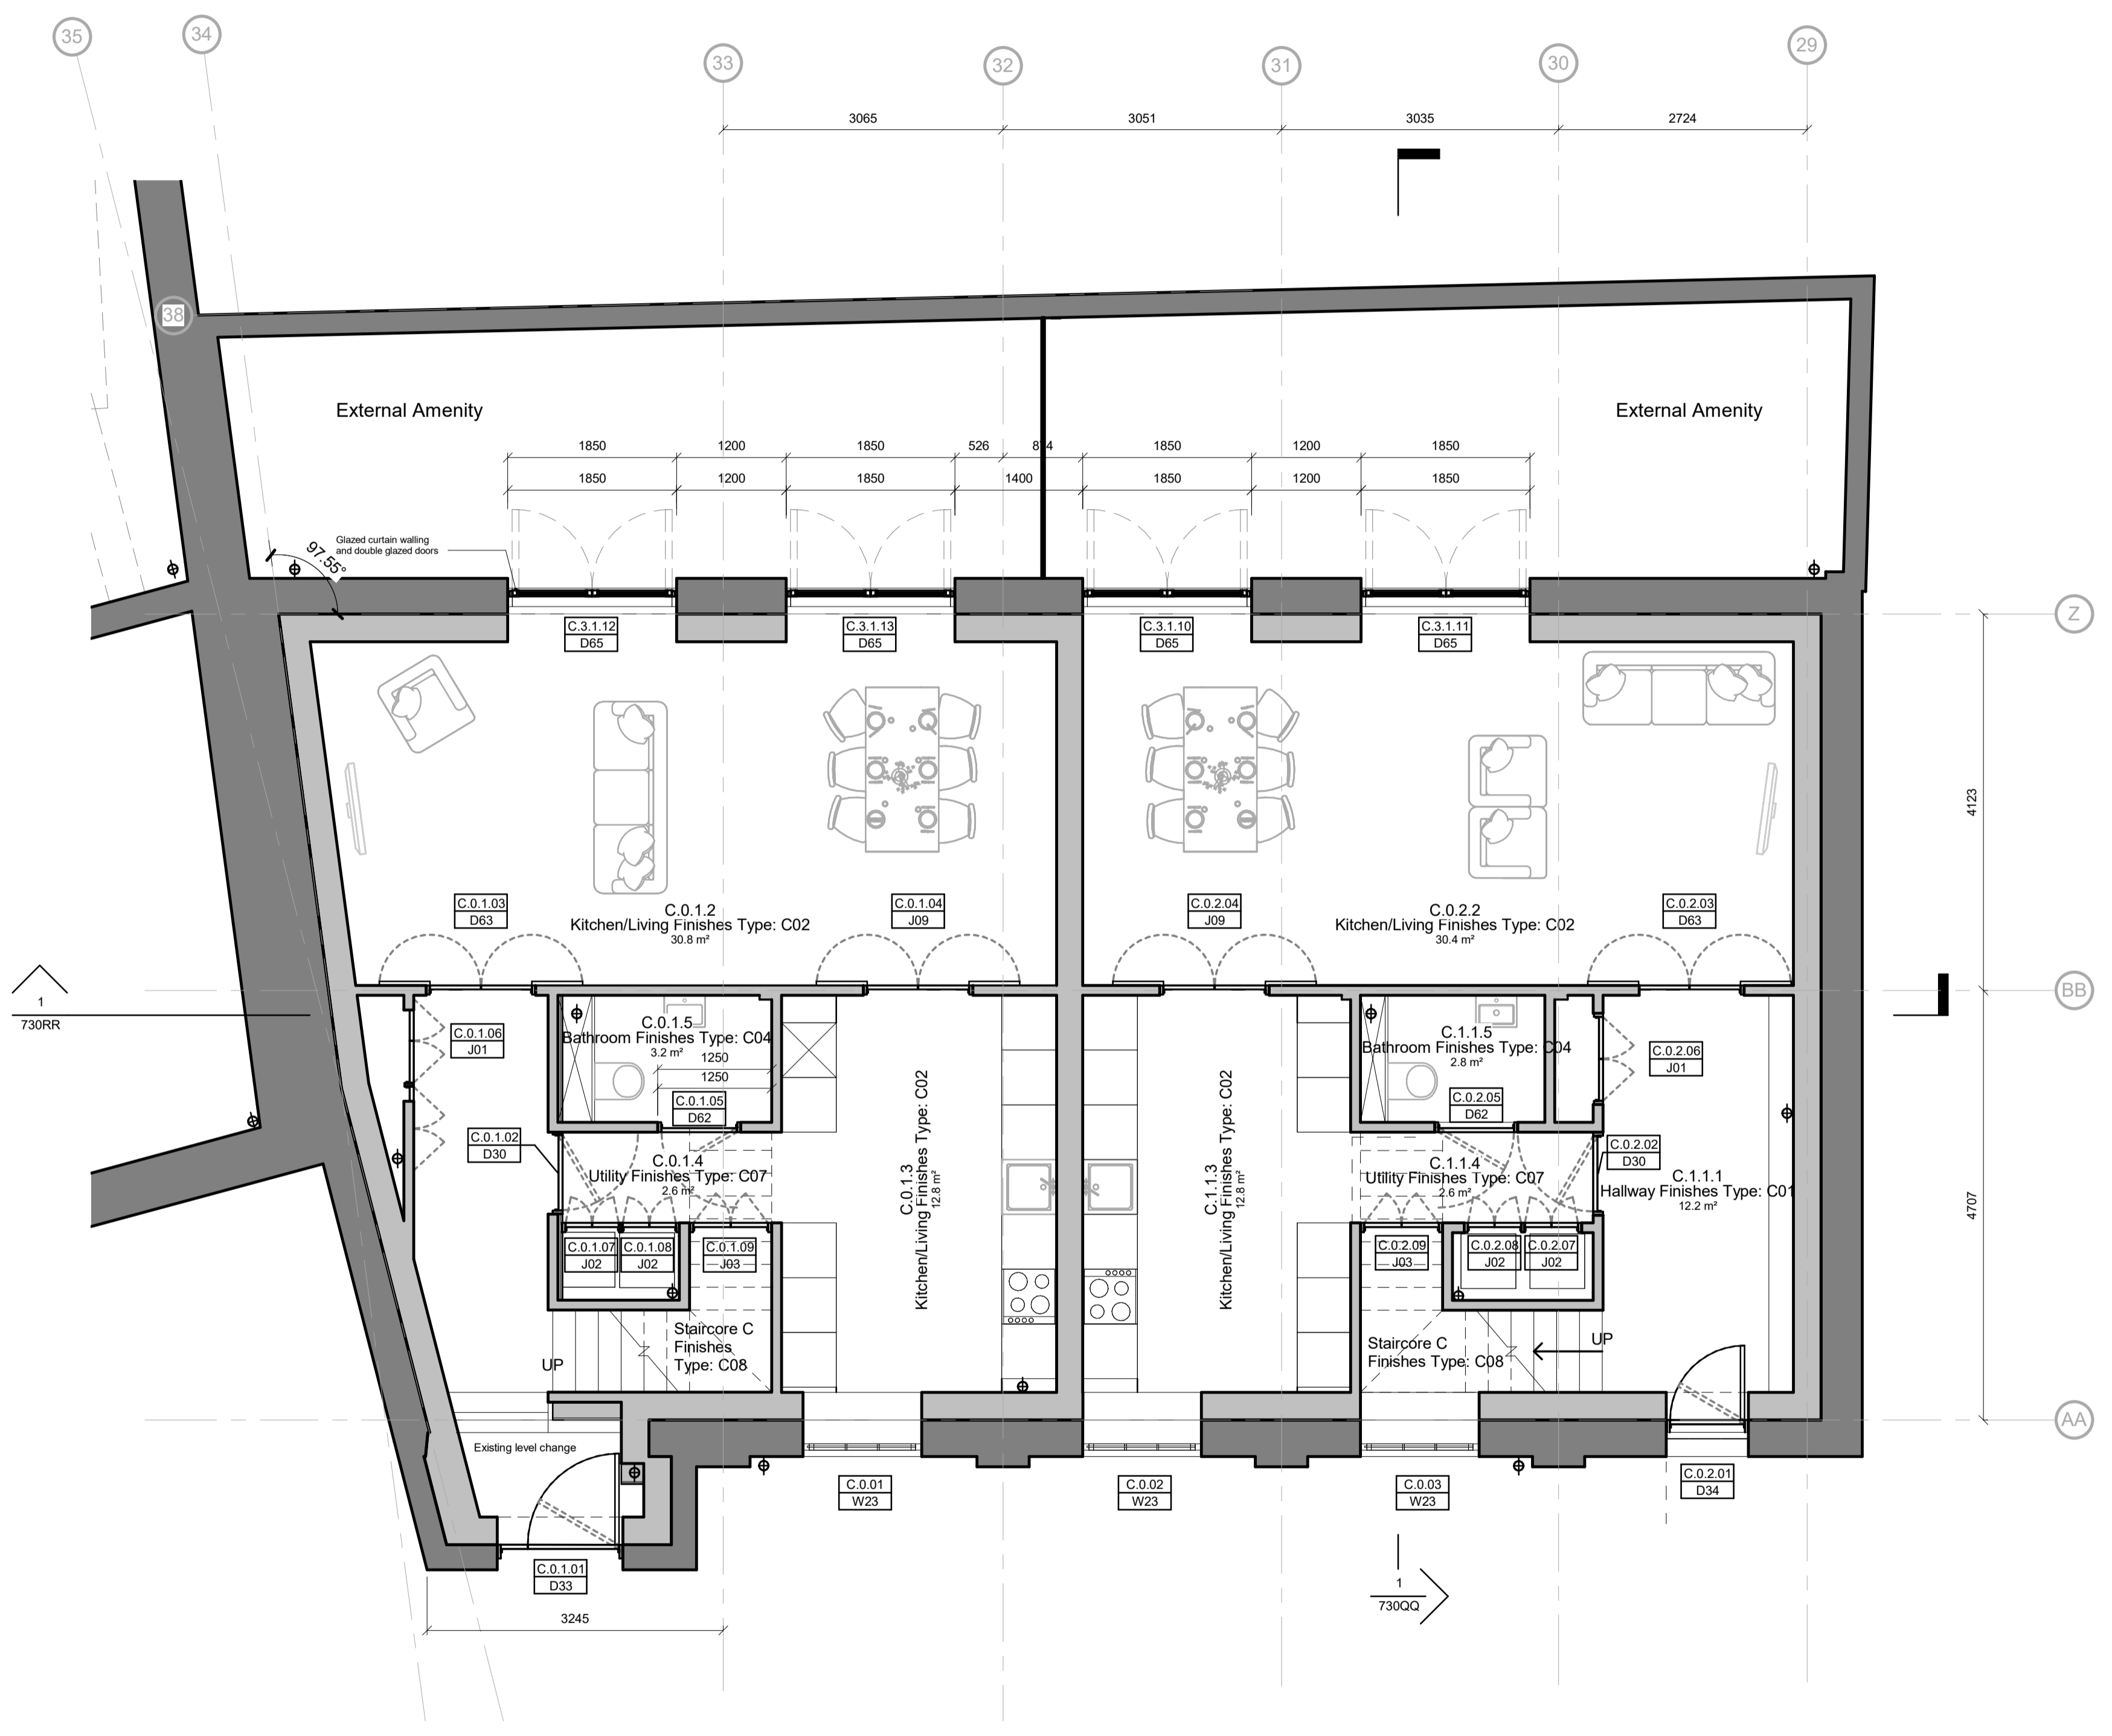 35
34
33
32
31
30
29
3065
3051
3035
2724
38
External Amenity
External Amenity
1850
1200
1850
526
874
1850
1200
1850
1850
1200
1850
1400
1850
1200
1850
Glazed curtain walling
and double glazed doors
97.55°
C.3.1.12
D65
C.3.1.13
D65
C.3.1.10
D65
C.3.1.11
D65
Z
4123
C.0.1.03
D63
C.0.1.2
Kitchen/Living Finishes Type: C02
30.8 m²
C.0.1.04
J09
C.0.2.04
J09
C.0.2.2
Kitchen/Living Finishes Type: C02
30.4 m²
C.0.2.03
D63
1
730RR
BB
C.0.1.06
J01
C.0.1.5
Bathroom Finishes Type: C04
3.2 m²
1250
1250
C.0.1.05
D62
C.1.1.5
Bathroom Finishes Type: C04
2.8 m²
C.0.2.05
D62
C.0.2.06
J01
C.0.1.02
D30
C.0.1.4
Utility Finishes Type: C07
2.6 m²
C.0.1.3
Kitchen/Living Finishes Type: C02
12.8 m²
C.1.1.3
Kitchen/Living Finishes Type: C02
12.8 m²
C.1.1.4
Utility Finishes Type: C07
2.6 m²
C.0.2.02
D30
C.1.1.1
Hallway Finishes Type: C01
12.2 m²
4707
C.0.1.07
J02
C.0.1.08
J02
C.0.1.09
J03
C.0.2.09
J03
C.0.2.08
J02
C.0.2.07
J02
Staircore C
Finishes
Type: C08
UP
Staircore C
Finishes Type: C08
UP
AA
Existing level change
C.0.01
W23
C.0.02
W23
C.0.03
W23
C.0.2.01
D34
C.0.1.01
D33
1
730QQ
3245